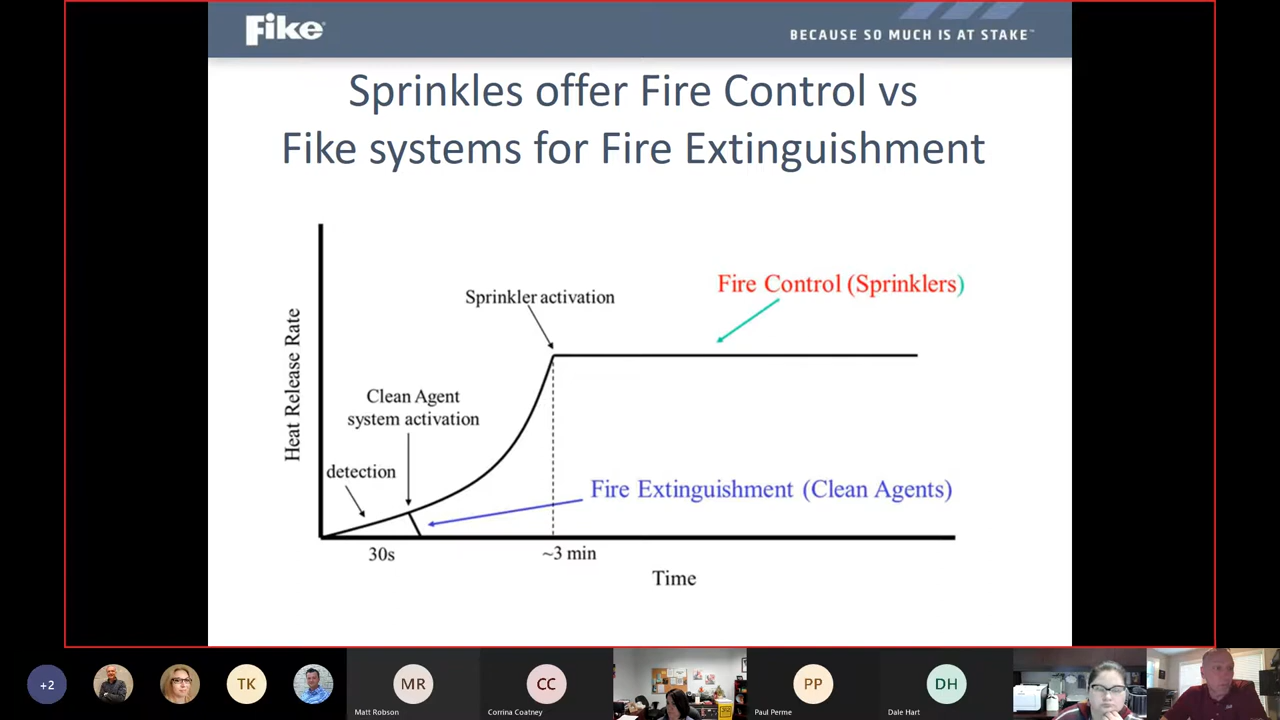 Fike
BECAUSE SO MUCH IS AT STAKE™
Sprinkles offer Fire Control vs
Fike systems for Fire Extinguishment
Fire Control (Sprinklers)
Sprinkler activation
Heat Release Rate
Clean Agent
system activation
detection
Fire Extinguishment (Clean Agents)
30s
~3 min
Time
+2
TK
MR
CC
PP
DH
Matt Robson
Corrina Coatney
Paul Perme
Dale Hart